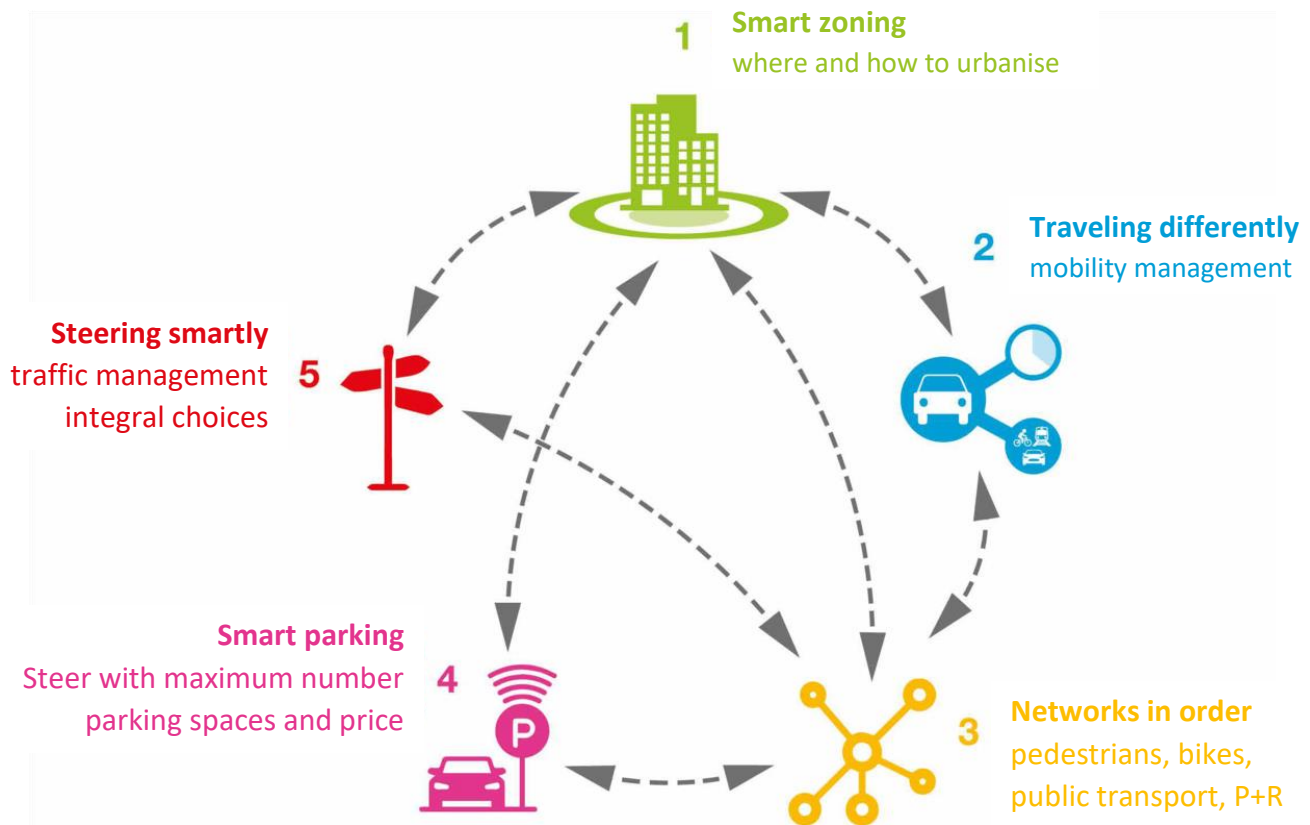 1
Smart zoning
where and how to urbanise
2
Traveling differently
mobility management
Steering smartly
traffic management
integral choices
5
Smart parking
Steer with maximum number
parking spaces and price
4
P
3
Networks in order
pedestrians, bikes,
public transport, P+R